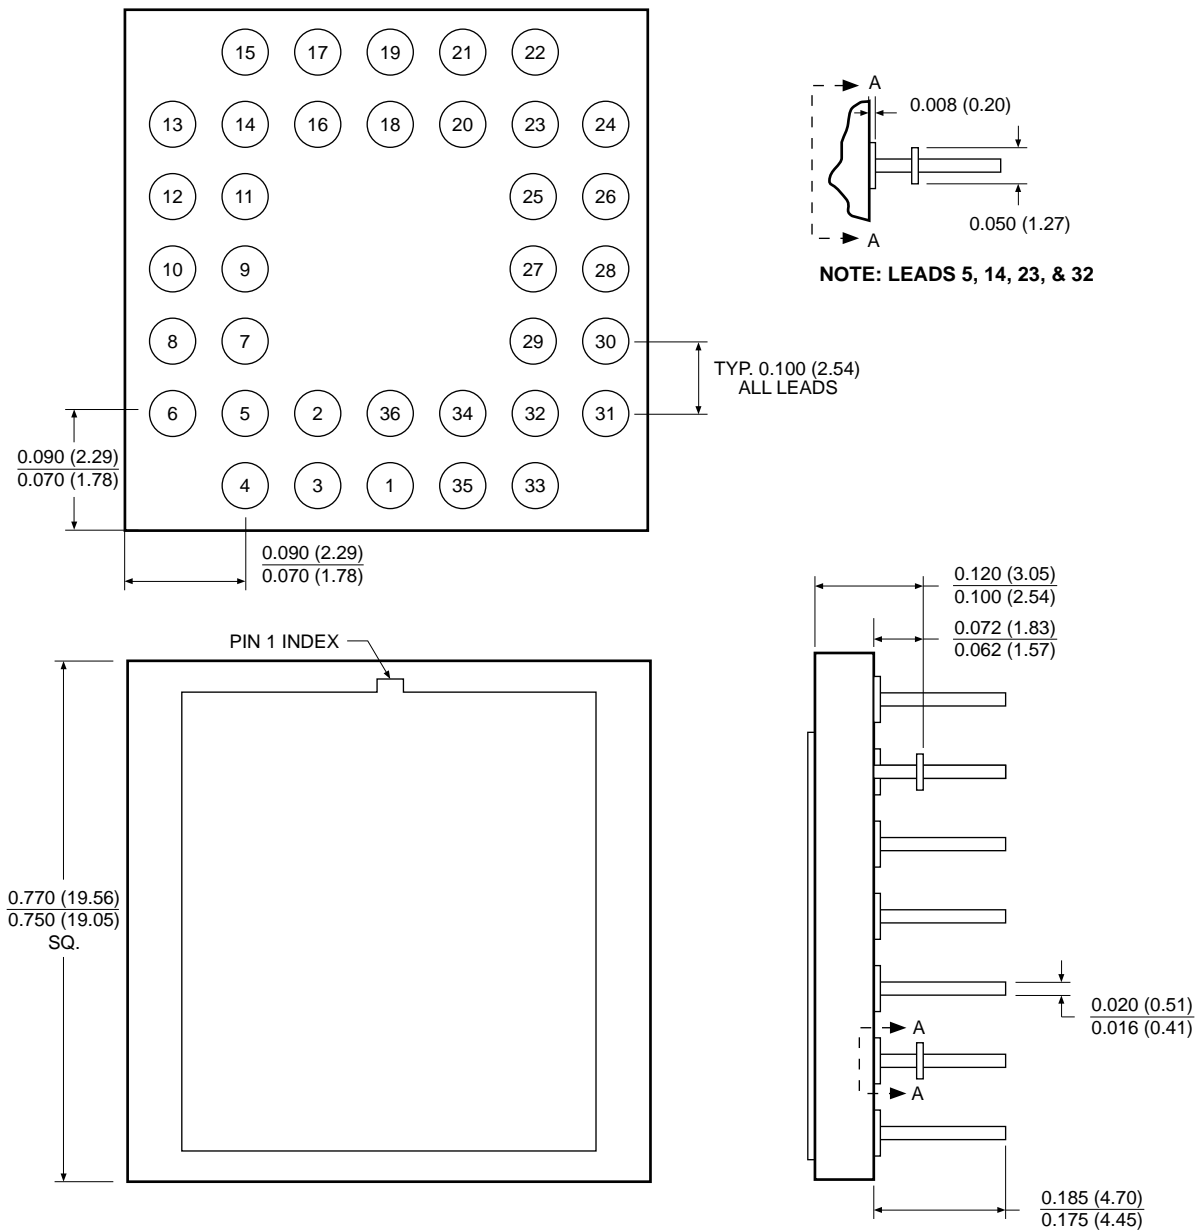 15 17 19 21 22
13 14 16 18 20 23 24
12 11 25 26
10 9 27 28
8 7 29 30
6 5 2 36 34 32 31
4 3 1 35 33
TYP. 0.100 (2.54)
ALL LEADS
0.090 (2.29)
0.070 (1.78)
0.090 (2.29)
0.070 (1.78)
A
0.008 (0.20)
0.050 (1.27)
A
NOTE: LEADS 5, 14, 23, & 32
PIN 1 INDEX
0.770 (19.56)
0.750 (19.05)
SQ.
0.120 (3.05)
0.100 (2.54)
0.072 (1.83)
0.062 (1.57)
0.020 (0.51)
0.016 (0.41)
A
A
0.185 (4.70)
0.175 (4.45)